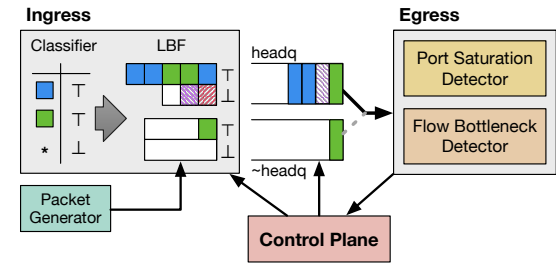 Ingress
Egress
Classifier
LBF
⊤
⊤
* ⊥
⊤
⊥
⊤
⊥
headq
~headq
Port Saturation
Detector
Flow Bottleneck
Detector
Packet
Generator
Control Plane